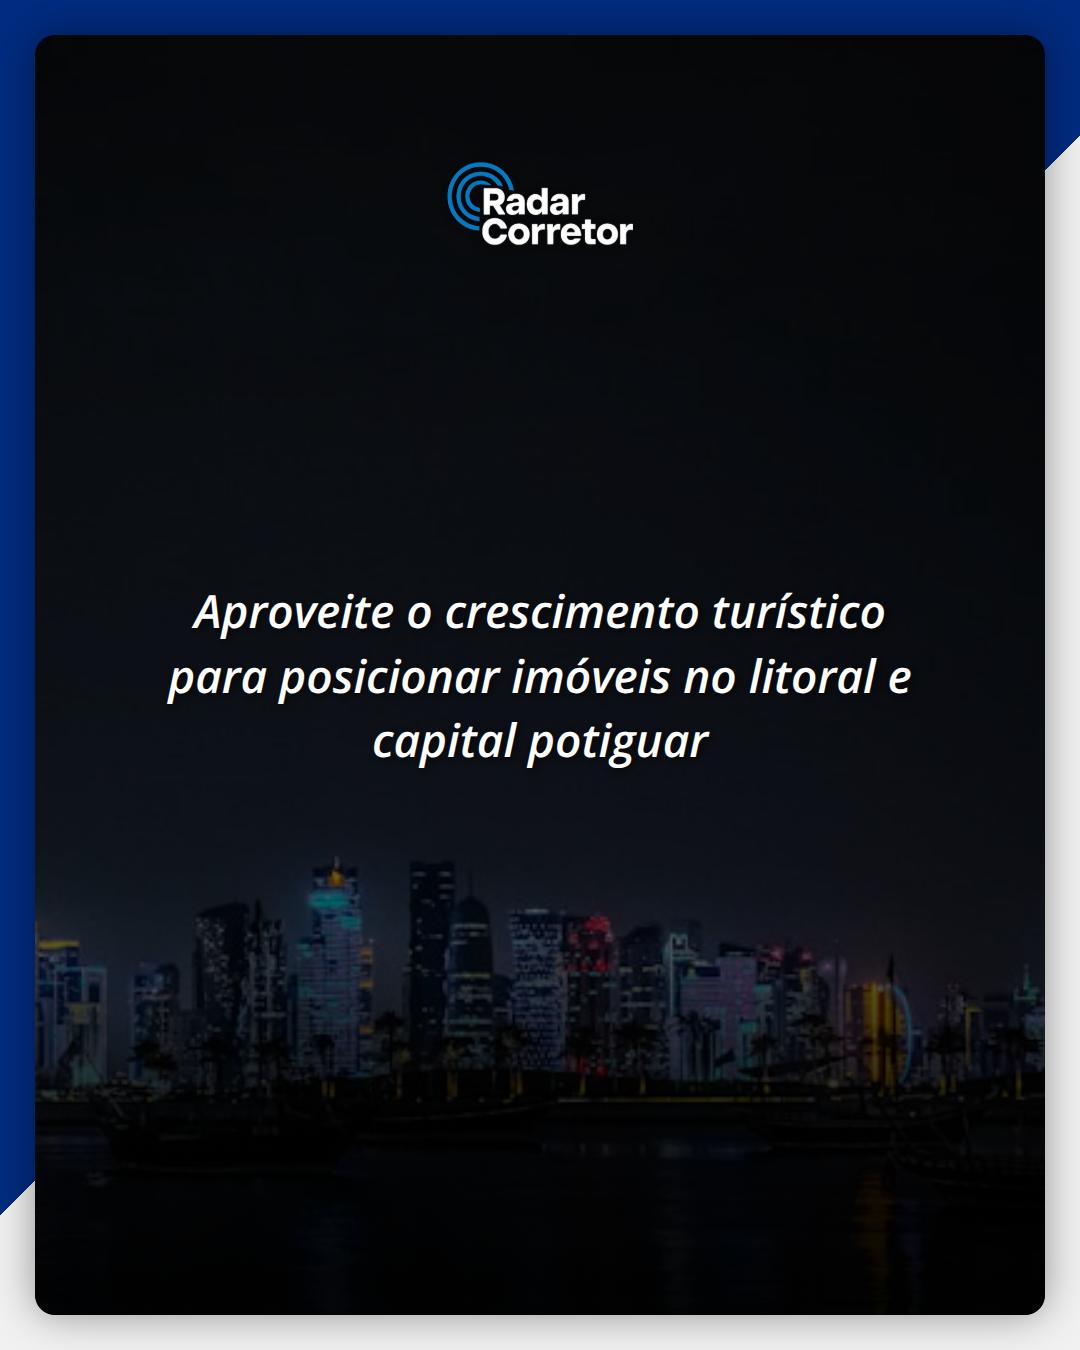 Radar
Corretor
Aproveite o crescimento turístico
para posicionar imóveis no litoral e
capital potiguar